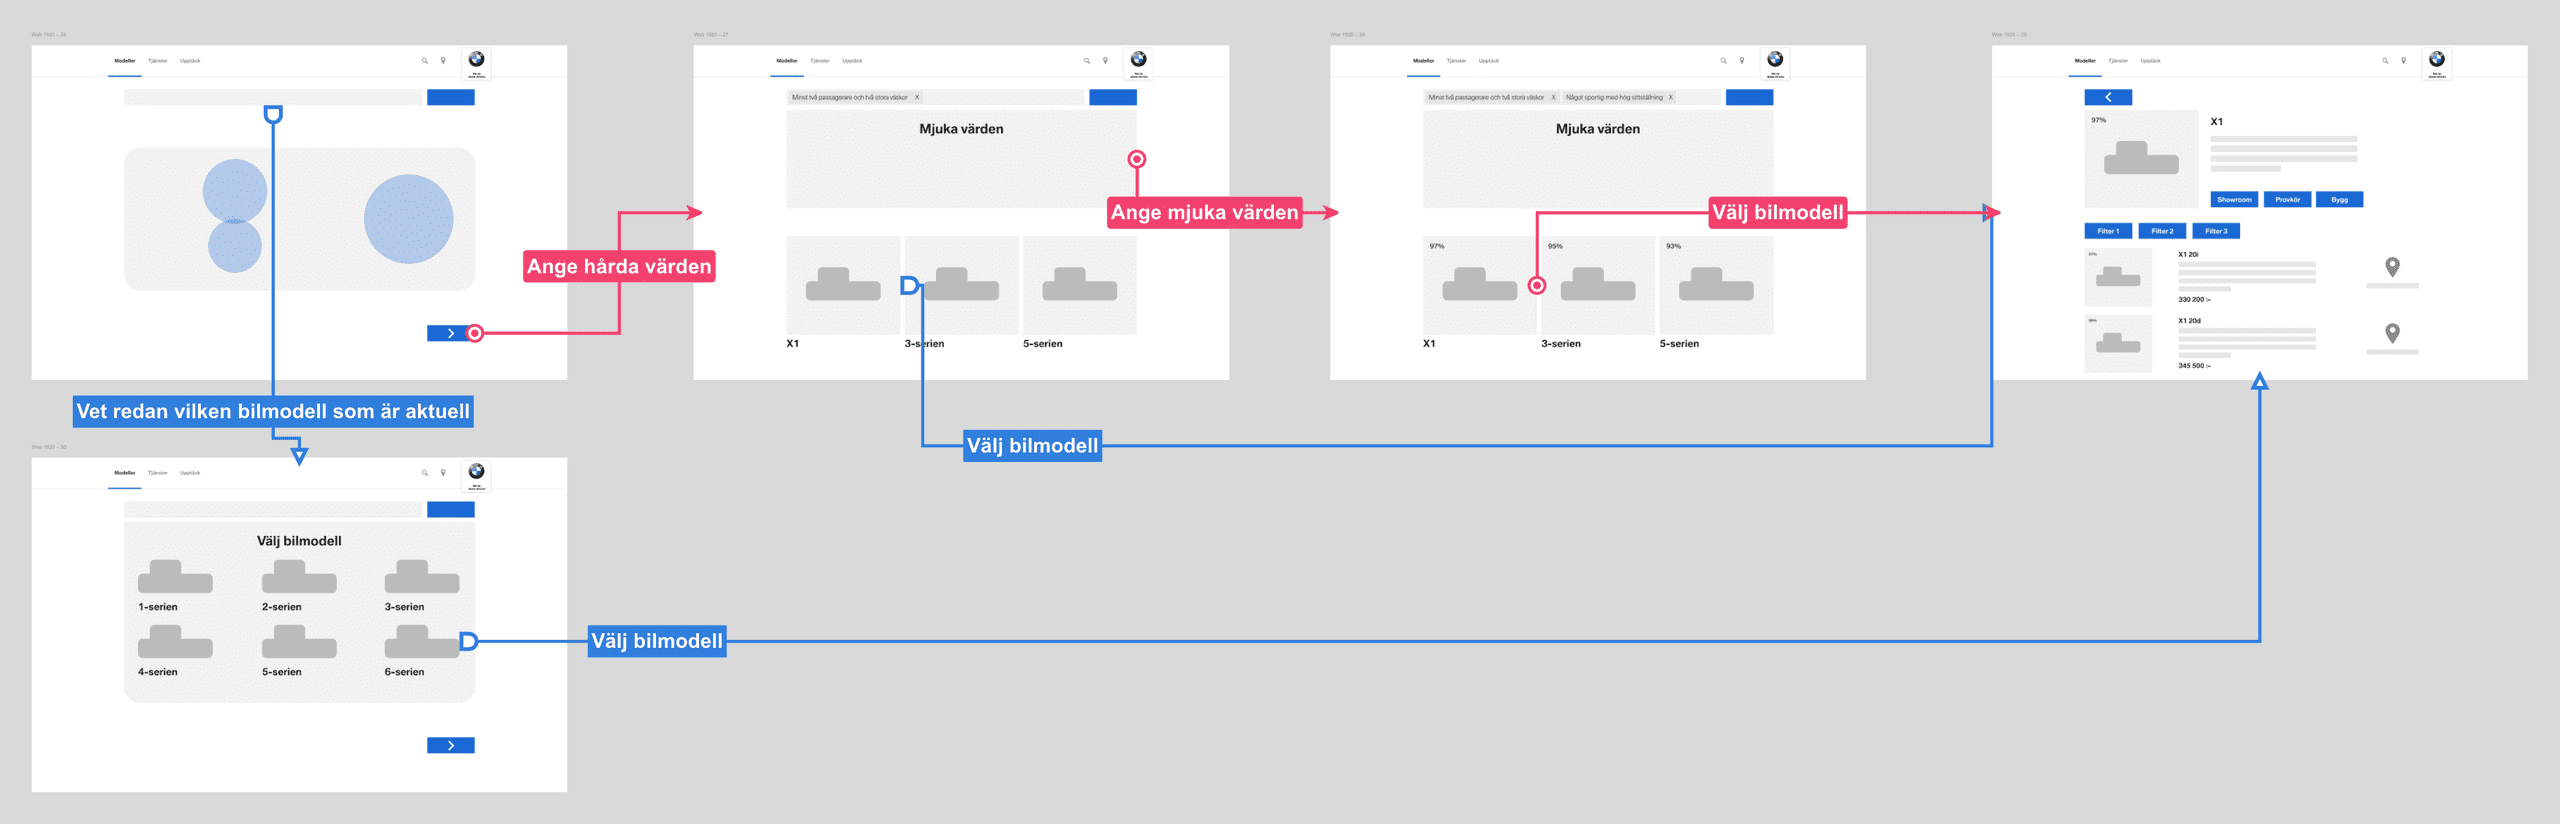 Web 1920 – 26
Modeller Tjänster Upptäck
Ange hårda värden
Vet redan vilken bilmodell som är aktuell
Web 1920 – 27
Modeller Tjänster Upptäck
Minst två passagerare och två stora väskor X
Mjuka värden
X1 3-serien 5-serien
Ange mjuka värden
Välj bilmodell
Web 1920 – 28
Modeller Tjänster Upptäck
Minst två passagerare och två stora väskor X Något sportig med hög sittställning X
Mjuka värden
97% 95% 93%
X1 3-serien 5-serien
Välj bilmodell
Web 1920 – 29
Modeller Tjänster Upptäck
97%
X1
Showroom Provkör Bygg
Filter 1 Filter 2 Filter 3
97%
X1 20i
330 200 :-
X1 20d
345 500 :-
Web 1920 – 30
Modeller Tjänster Upptäck
Välj bilmodell
1-serien 2-serien 3-serien
4-serien 5-serien 6-serien
Välj bilmodell